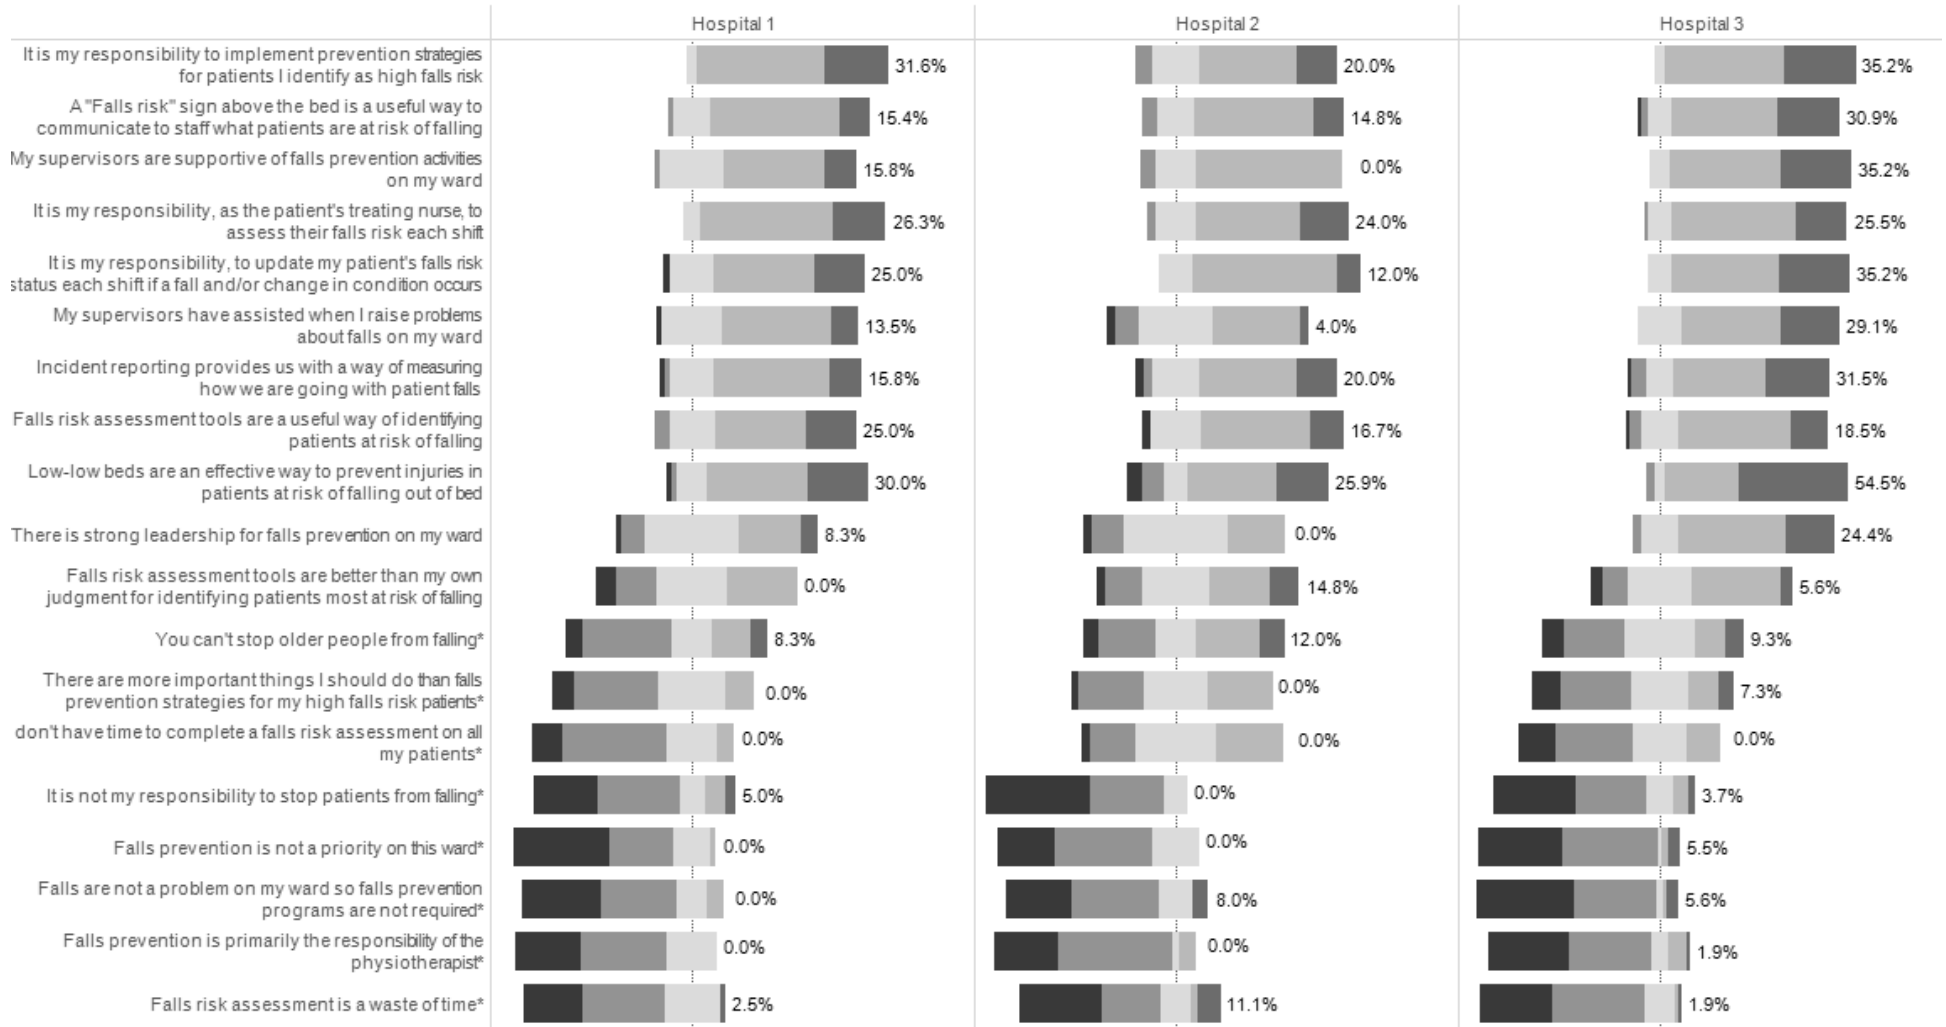 Hospital 1 Hospital 2 Hospital 3
It is my responsibility to implement prevention strategies
for patients I identify as high falls risk 31.6% 20.0% 35.2%
A "Falls risk" sign above the bed is a useful way to
communicate to staff what patients are at risk of falling 15.4% 14.8% 30.9%
My supervisors are supportive of falls prevention activities
on my ward 15.8% 0.0% 35.2%
It is my responsibility, as the patient's treating nurse, to
assess their falls risk each shift 26.3% 24.0% 25.5%
It is my responsibility, to update my patient's falls risk
status each shift if a fall and/or change in condition occurs 25.0% 12.0% 35.2%
My supervisors have assisted when I raise problems
about falls on my ward 13.5% 4.0% 29.1%
Incident reporting provides us with a way of measuring
how we are going with patient falls 15.8% 20.0% 31.5%
Falls risk assessment tools are a useful way of identifying
patients at risk of falling 25.0% 16.7% 18.5%
Low-low beds are an effective way to prevent injuries in
patients at risk of falling out of bed 30.0% 25.9% 54.5%
There is strong leadership for falls prevention on my ward 8.3% 0.0% 24.4%
Falls risk assessment tools are better than my own
judgment for identifying patients most at risk of falling 0.0% 14.8% 5.6%
You can't stop older people from falling* 8.3% 12.0% 9.3%
There are more important things I should do than falls
prevention strategies for my high falls risk patients* 0.0% 0.0% 7.3%
don't have time to complete a falls risk assessment on all
my patients* 0.0% 0.0% 0.0%
It is not my responsibility to stop patients from falling* 5.0% 0.0% 3.7%
Falls prevention is not a priority on this ward* 0.0% 0.0% 5.5%
Falls are not a problem on my ward so falls prevention
programs are not required* 0.0% 8.0% 5.6%
Falls prevention is primarily the responsibility of the
physiotherapist* 0.0% 0.0% 1.9%
Falls risk assessment is a waste of time* 2.5% 11.1% 1.9%